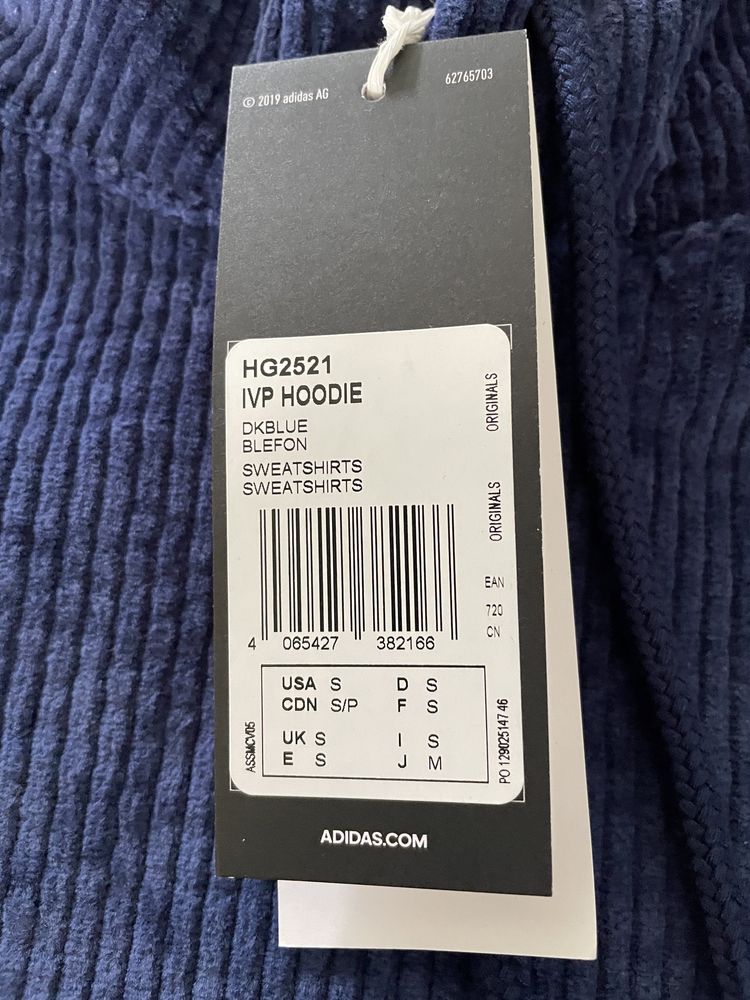 © 2019 adidas AG
62765703
HG2521
IVP HOODIE
DKBLUE
BLEFON
SWEATSHIRTS
SWEATSHIRTS
ORIGINALS
ORIGINALS
EAN
720
CN
4 065427 382166
USA S D S
CDN S/P F S
UK S I S
E S J M
ASSMCV05
PO 129025147 46
ADIDAS.COM